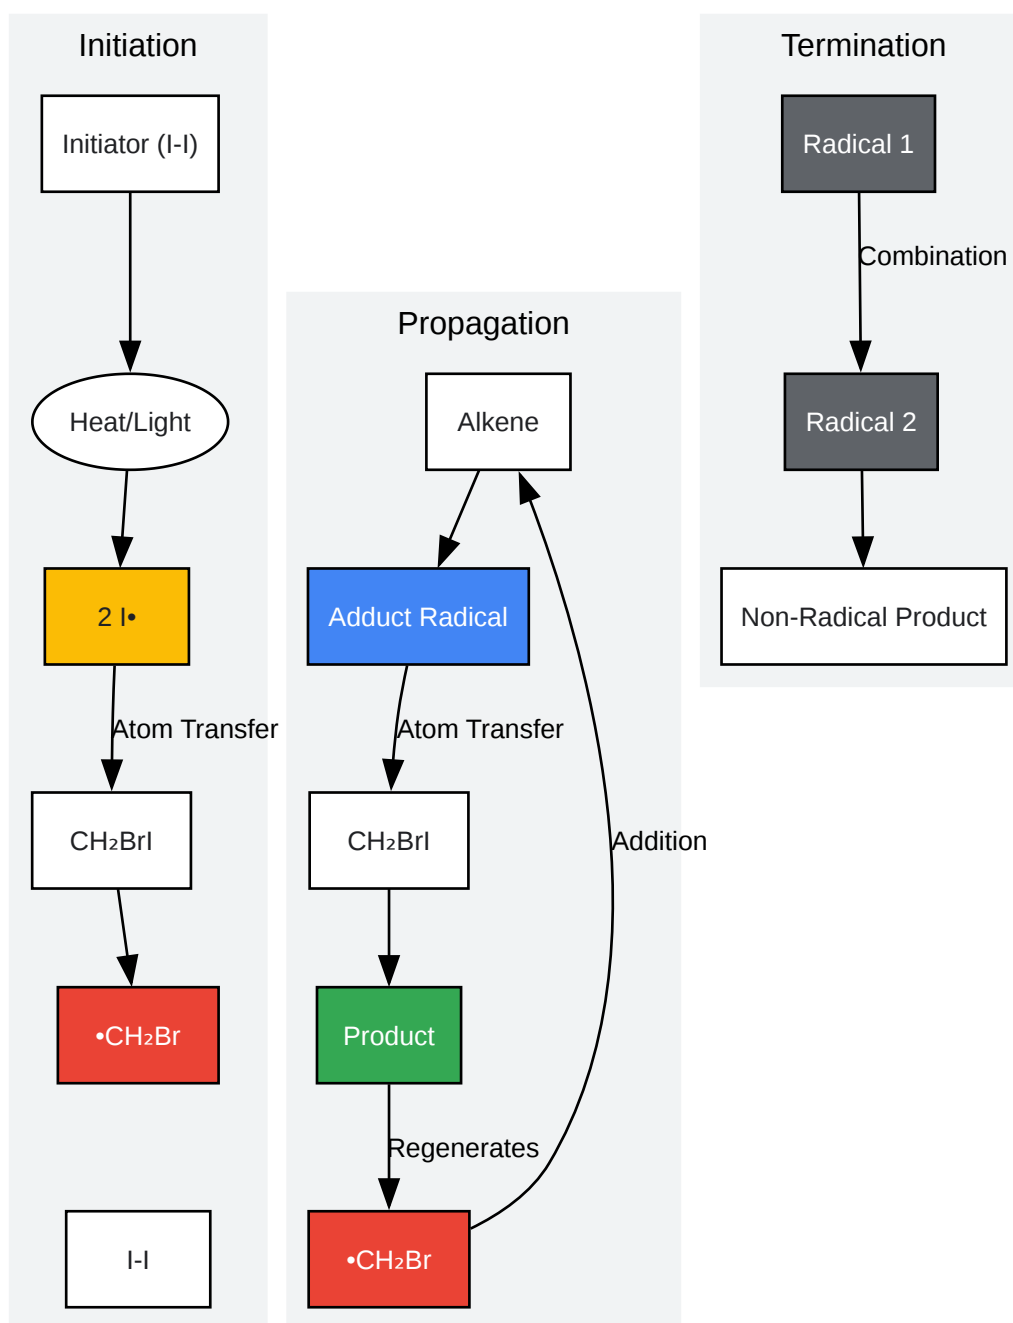 Initiation
Initiator (I-I)
Heat/Light
2 I•
Atom Transfer
CH₂BrI
•CH₂Br
I-I
Propagation
Alkene
Adduct Radical
Atom Transfer
CH₂BrI
Addition
Product
Regenerates
•CH₂Br
Termination
Radical 1
Combination
Radical 2
Non-Radical Product